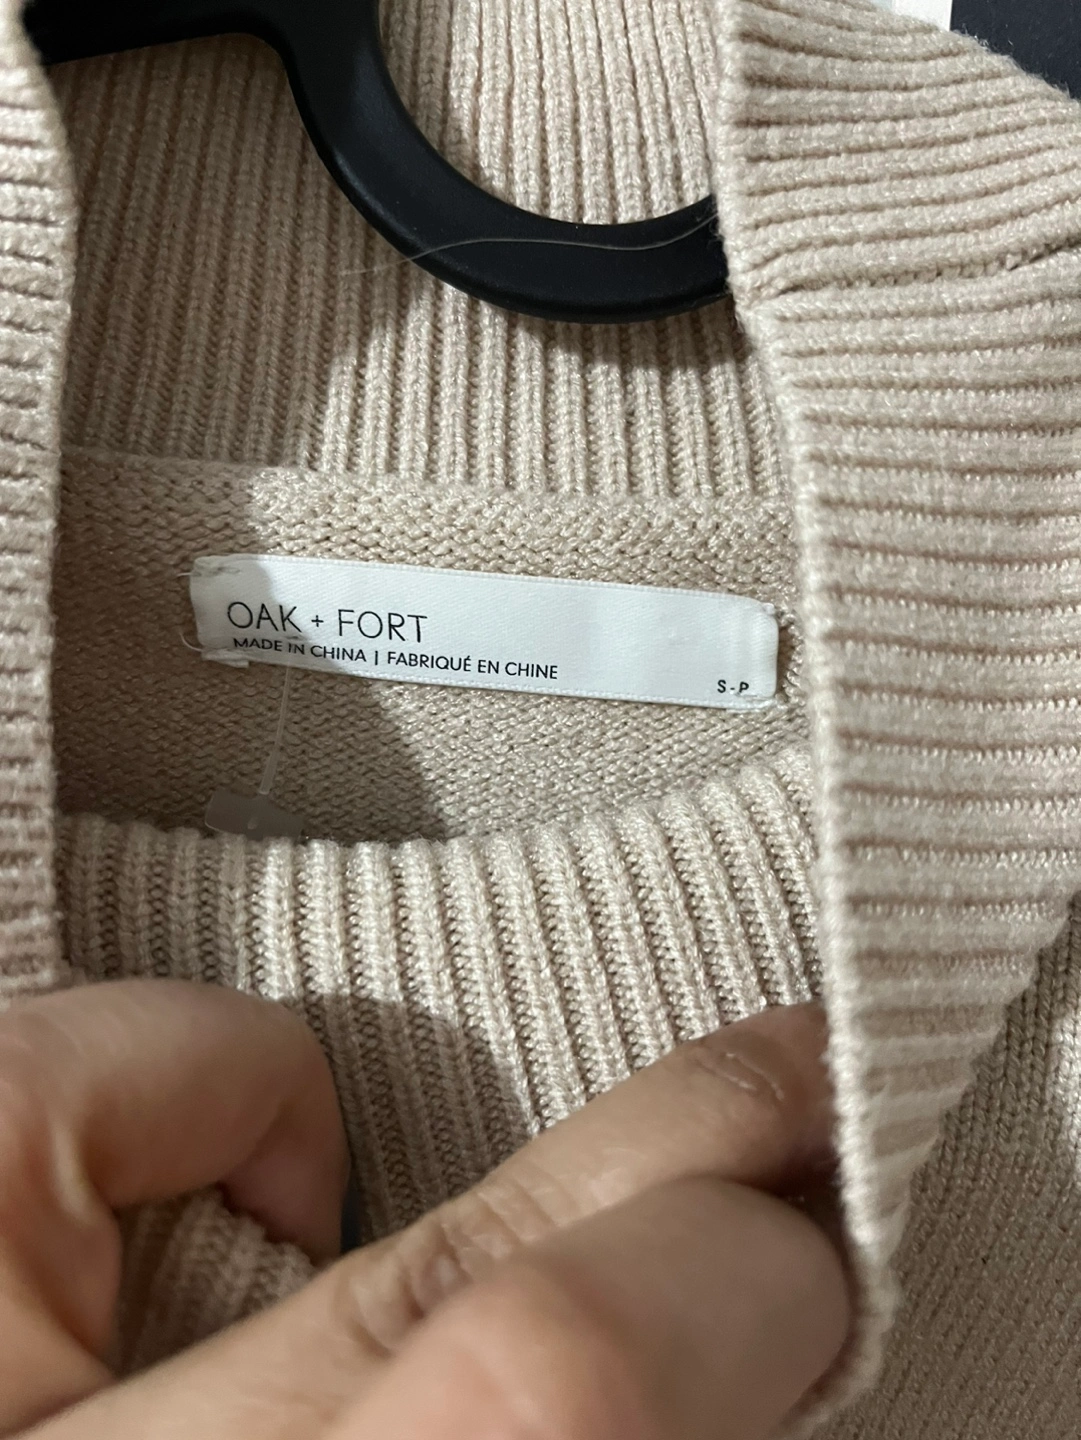 OAK + FORT
MADE IN CHINA | FABRIQUÉ EN CHINE
S-P